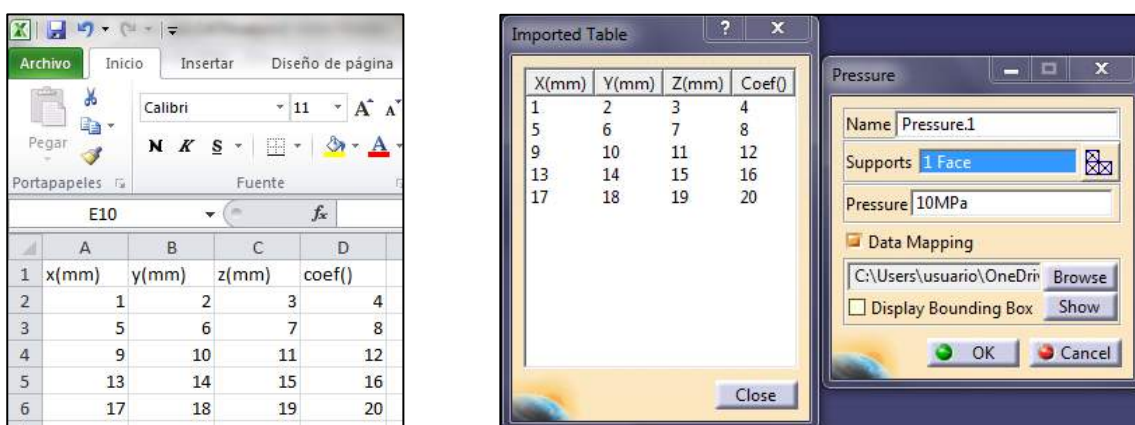 Archivo Inicio Insertar Diseño de página
Calibri 11 A A
Pegar N K S A
Portapapeles Fuente
E10 fx
A B C D
1 x(mm) y(mm) z(mm) coef()
2 1 2 3 4
3 5 6 7 8
4 9 10 11 12
5 13 14 15 16
6 17 18 19 20
Imported Table ? X
X(mm) Y(mm) Z(mm) Coef()
1 2 3 4
5 6 7 8
9 10 11 12
13 14 15 16
17 18 19 20
Close
Pressure X
Name Pressure.1
Supports 1 Face
Pressure 10MPa
Data Mapping
C:\Users\usuario\OneDriv Browse
Display Bounding Box Show
OK Cancel